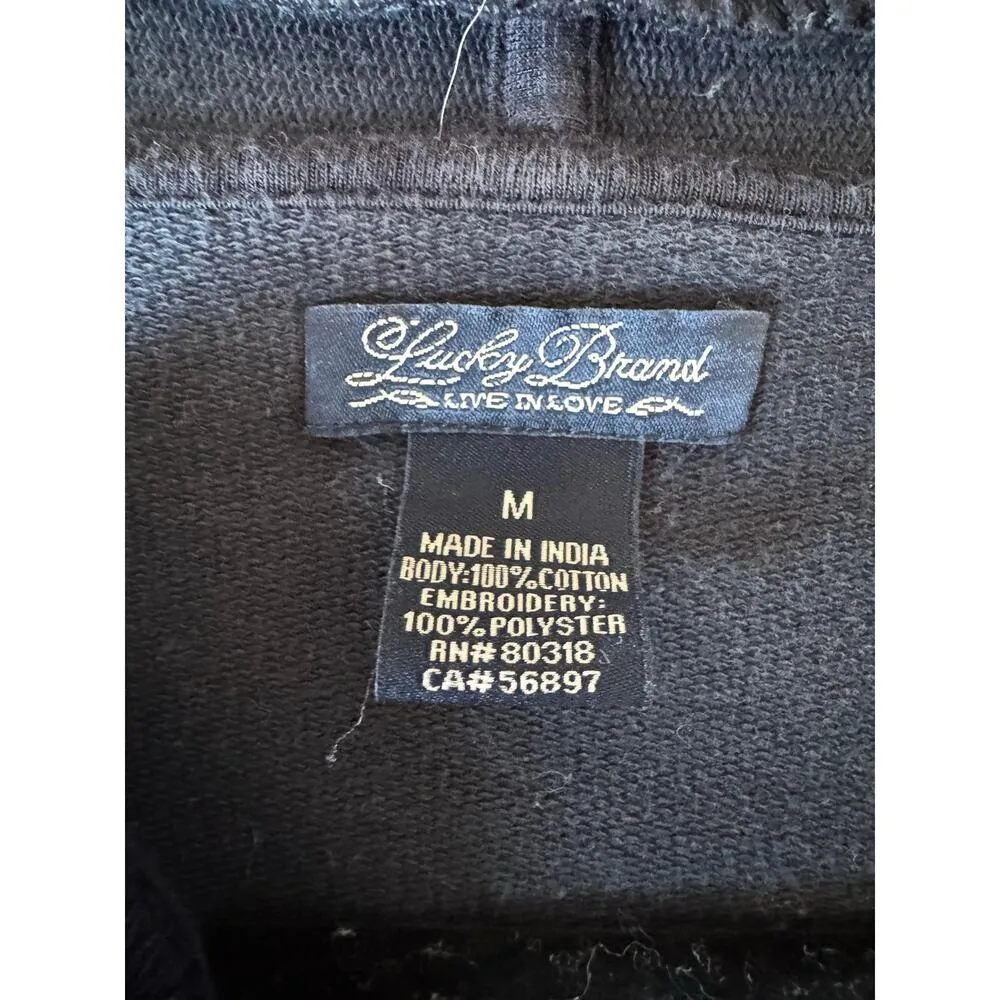 Lucky Brand
LIVE IN LOVE
M
MADE IN INDIA
BODY:100%COTTON
EMBROIDERY:
100%POLYSTER
RN#80318
CA#56897